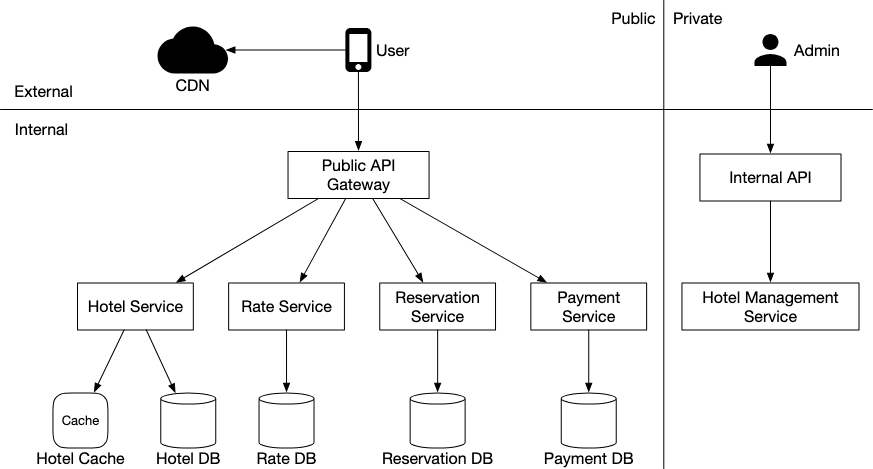 Public
Private
User
Admin
CDN
External
Internal
Public API
Gateway
Internal API
Hotel Service
Rate Service
Reservation
Service
Payment
Service
Hotel Management
Service
Cache
Hotel Cache
Hotel DB
Rate DB
Reservation DB
Payment DB